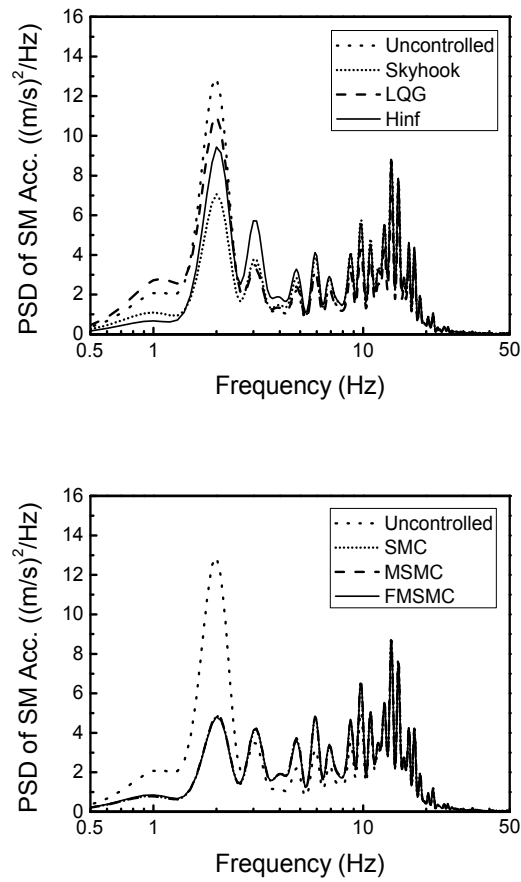 16
14
12
10
8
6
4
2
0
PSD of SM Acc. ((m/s)²/Hz)
Uncontrolled
Skyhook
LQG
Hinf
0.5 1 10 50
Frequency (Hz)
16
14
12
10
8
6
4
2
0
PSD of SM Acc. ((m/s)²/Hz)
Uncontrolled
SMC
MSMC
FMSMC
0.5 1 10 50
Frequency (Hz)